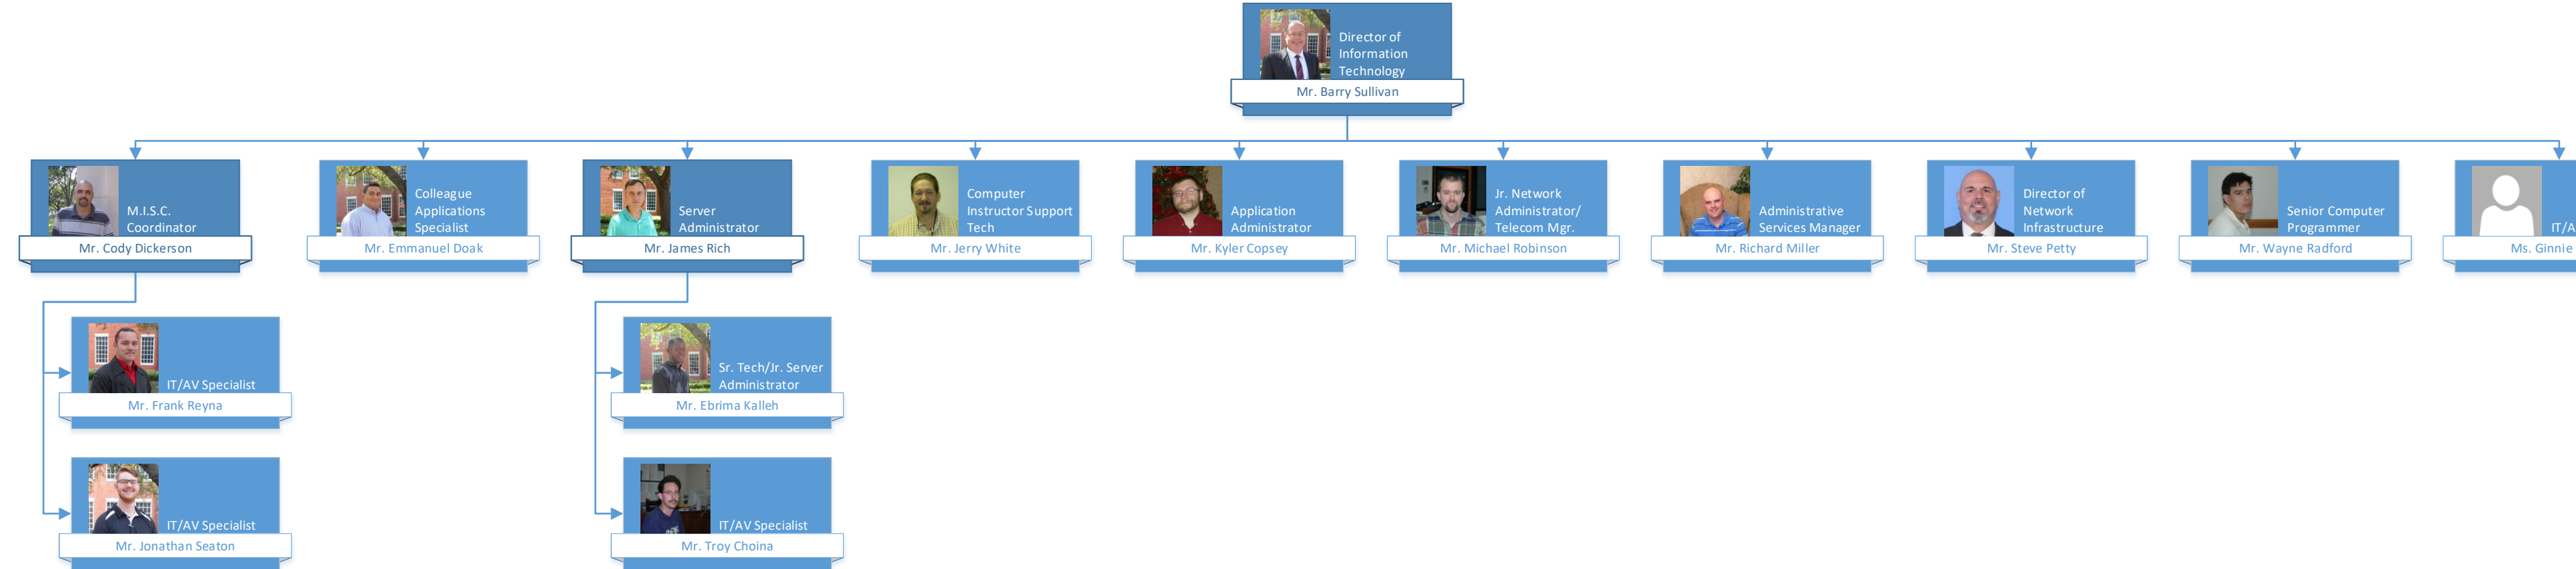 Director of
Information
Technology
Mr. Barry Sullivan
M.I.S.C.
Coordinator
Mr. Cody Dickerson
Colleague
Applications
Specialist
Mr. Emmanuel Doak
Server
Administrator
Mr. James Rich
Computer
Instructor Support
Tech
Mr. Jerry White
Application
Administrator
Mr. Kyler Copsey
Jr. Network
Administrator/
Telecom Mgr.
Mr. Michael Robinson
Administrative
Services Manager
Mr. Richard Miller
Director of
Network
Infrastructure
Mr. Steve Petty
Senior Computer
Programmer
Mr. Wayne Radford
IT/A
Ms. Ginnie
IT/AV Specialist
Mr. Frank Reyna
Sr. Tech/Jr. Server
Administrator
Mr. Ebrima Kalleh
IT/AV Specialist
Mr. Jonathan Seaton
IT/AV Specialist
Mr. Troy Choina